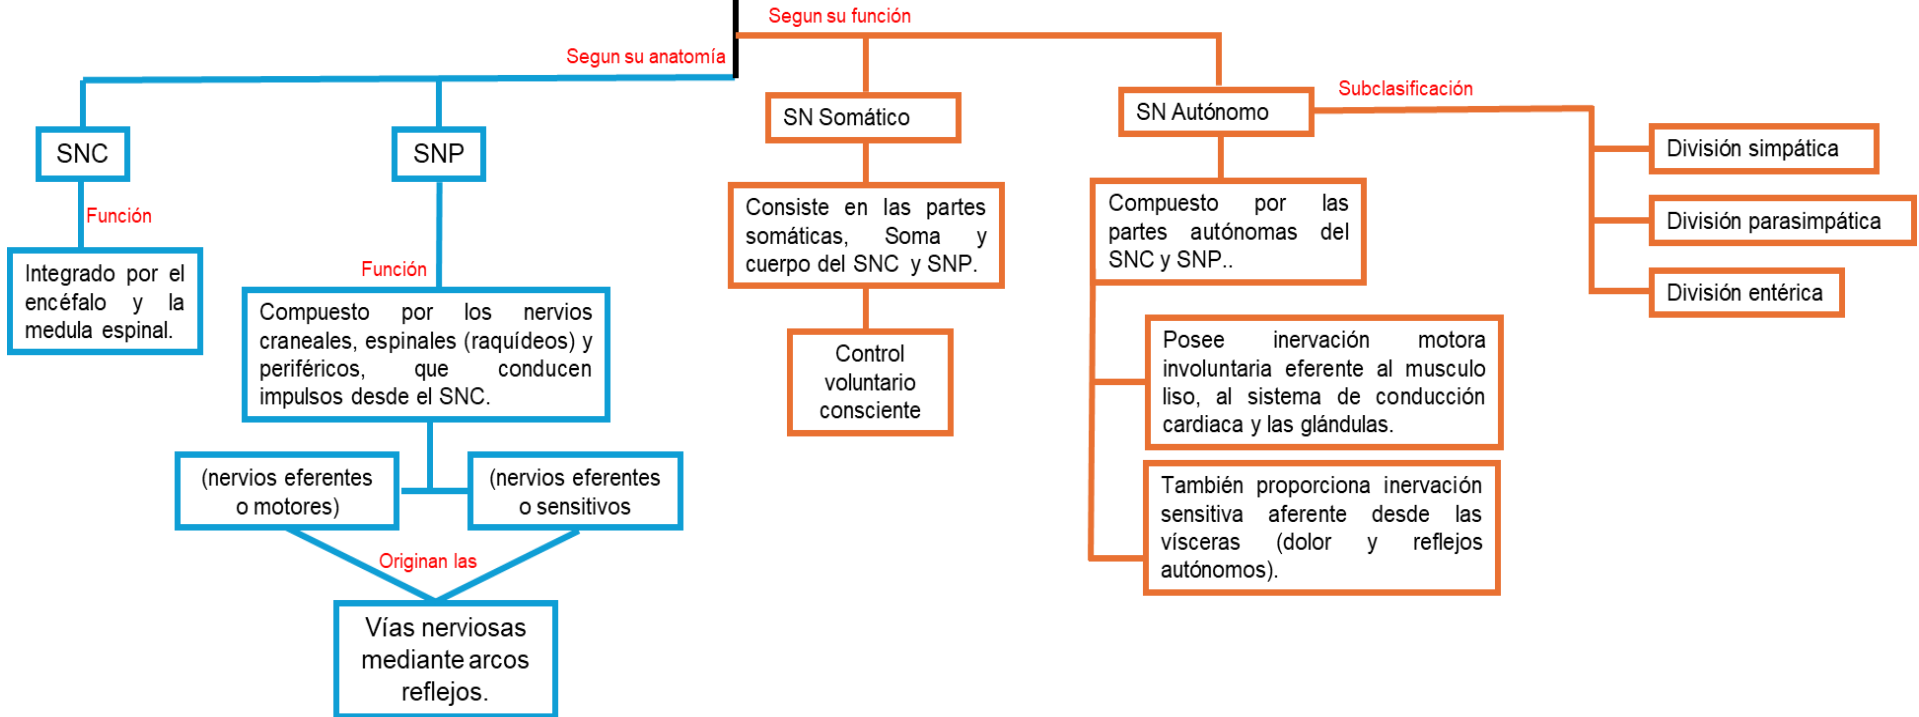 Segun su función
Segun su anatomía
SNC
Función
Integrado por el
encéfalo y la
medula espinal.
SNP
Función
Compuesto por los nervios
craneales, espinales (raquídeos) y
periféricos, que conducen
impulsos desde el SNC.
(nervios eferentes
o motores)
(nervios eferentes
o sensitivos
Originan las
Vías nerviosas
mediante arcos
reflejos.
SN Somático
Consiste en las partes
somáticas, Soma y
cuerpo del SNC y SNP.
Control
voluntario
consciente
SN Autónomo
Compuesto por las
partes autónomas del
SNC y SNP..
Posee inervación motora
involuntaria eferente al musculo
liso, al sistema de conducción
cardiaca y las glándulas.
También proporciona inervación
sensitiva aferente desde las
vísceras (dolor y reflejos
autónomos).
Subclasificación
División simpática
División parasimpática
División entérica